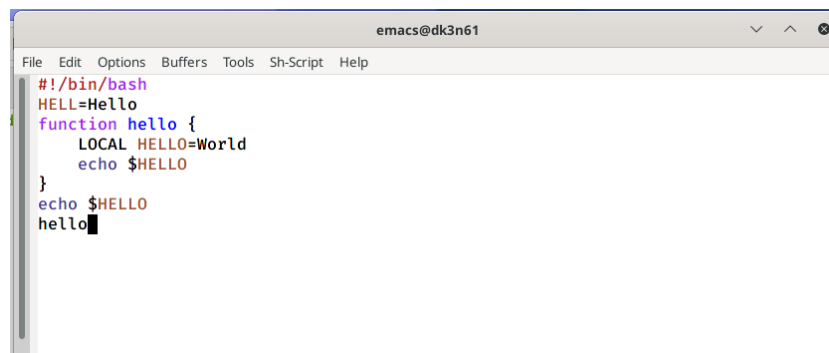 emacs@dk3n61
File Edit Options Buffers Tools Sh-Script Help
#!/bin/bash
HELL=Hello
function hello {
    LOCAL HELLO=World
    echo $HELLO
}
echo $HELLO
hello